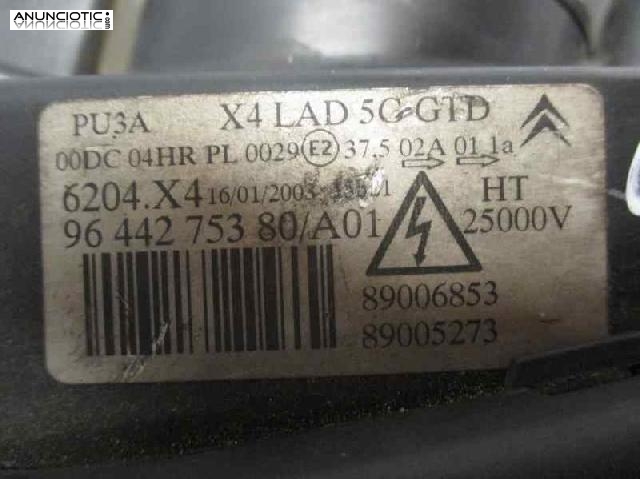 ANUNCIOTIC
PU3A X4 LAD 5G GTD
00DC 04HR PL 0029 E2 37.5 02A 01 1a
6204.X4 16/01/2003
HT
96 442 753 80/A01 25000V
89006853
89005273